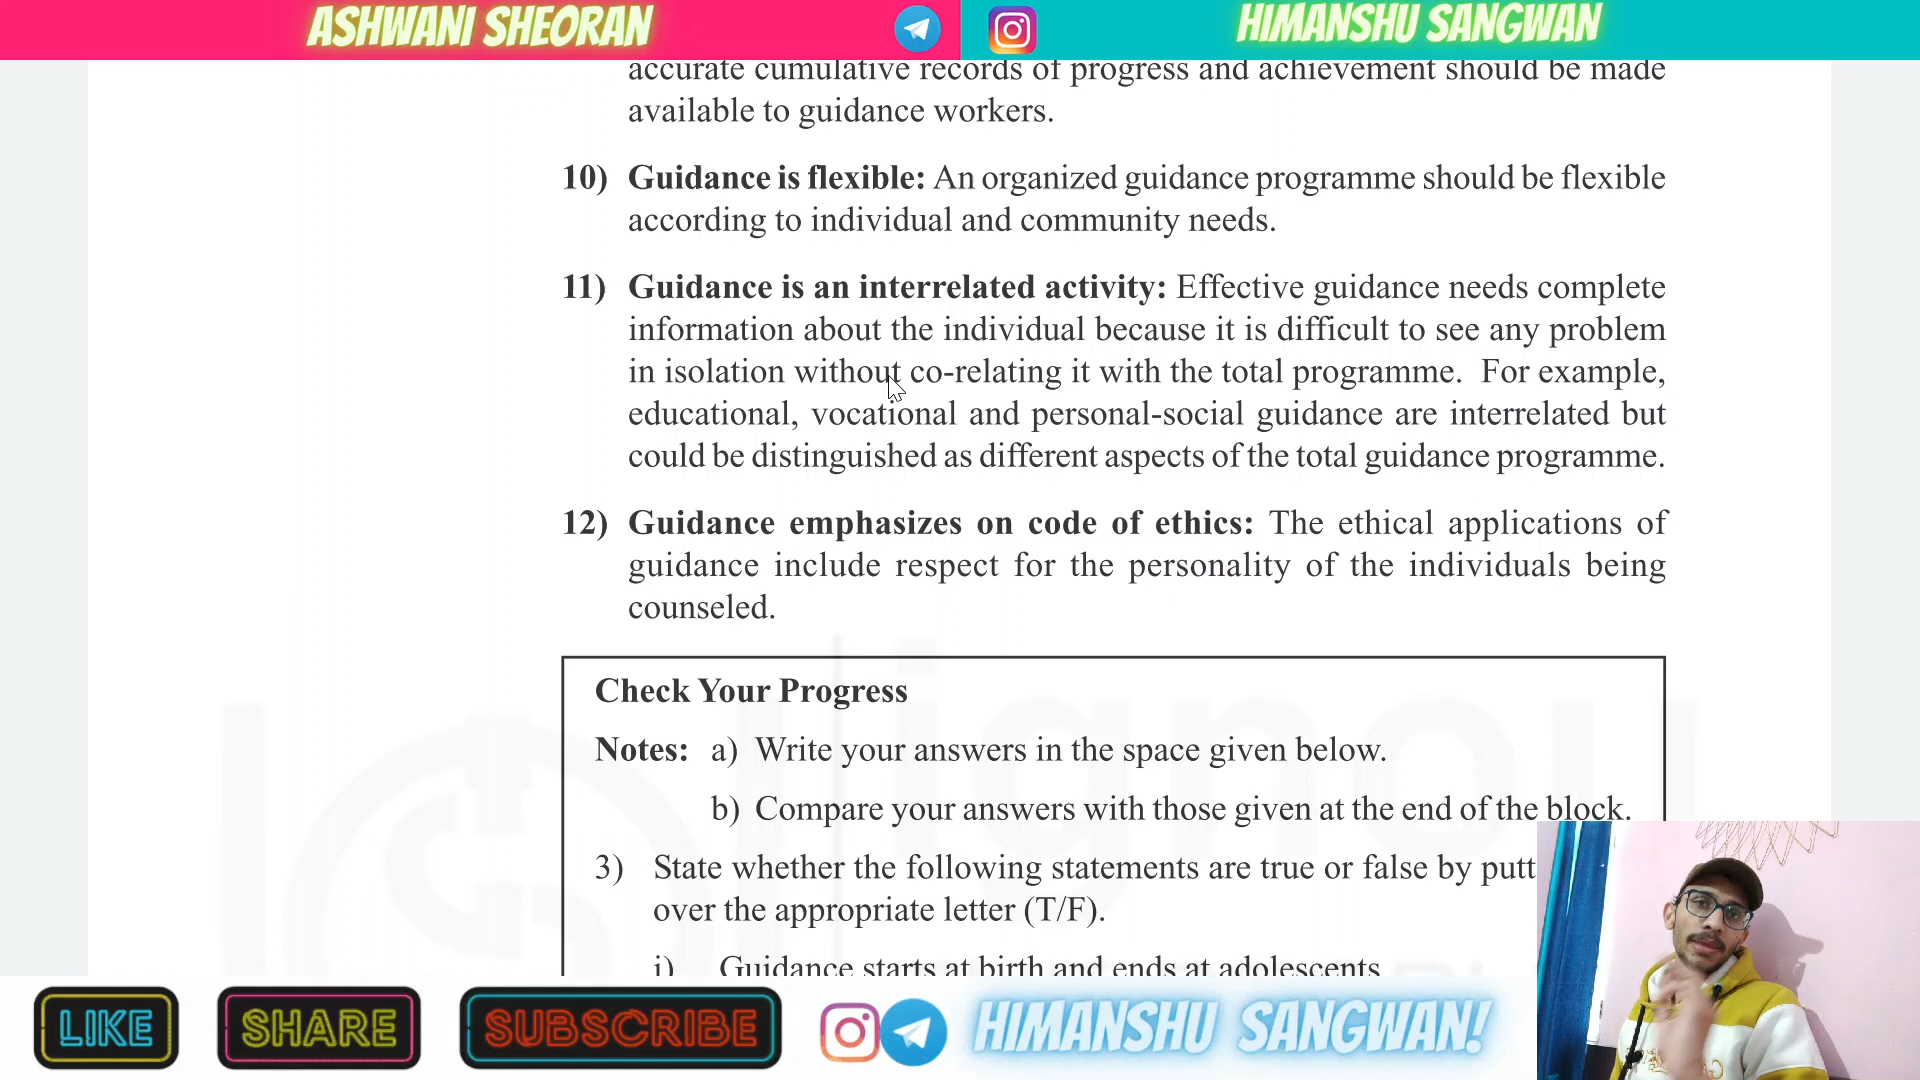 ASHWANI SHEORAN
HIMANSHU SANGWAN
accurate cumulative records of progress and achievement should be made
available to guidance workers.
10) Guidance is flexible: An organized guidance programme should be flexible
according to individual and community needs.
11) Guidance is an interrelated activity: Effective guidance needs complete
information about the individual because it is difficult to see any problem
in isolation without co-relating it with the total programme. For example,
educational, vocational and personal-social guidance are interrelated but
could be distinguished as different aspects of the total guidance programme.
12) Guidance emphasizes on code of ethics: The ethical applications of
guidance include respect for the personality of the individuals being
counseled.
Check Your Progress
Notes: a) Write your answers in the space given below.
b) Compare your answers with those given at the end of the block.
3) State whether the following statements are true or false by putt
over the appropriate letter (T/F).
i) Guidance starts at birth and ends at adolescents
ignou
LIKE
SHARE
SUBSCRIBE
HIMANSHU SANGWAN!